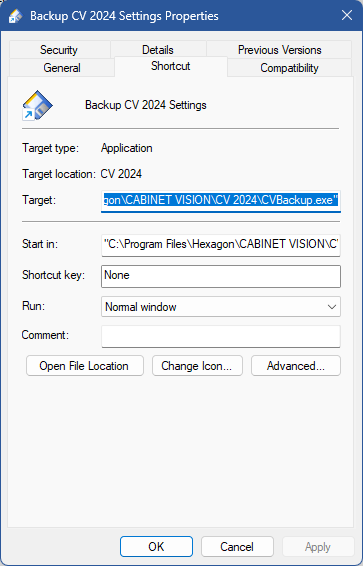 Backup CV 2024 Settings Properties
Security Details Previous Versions
General Shortcut Compatibility
Backup CV 2024 Settings
Target type: Application
Target location: CV 2024
Target: gon\CABINET VISION\CV 2024\CVBackup.exe"
Start in: "C:\Program Files\Hexagon\CABINET VISION\C
Shortcut key: None
Run: Normal window
Comment:
Open File Location Change Icon... Advanced...
OK Cancel Apply